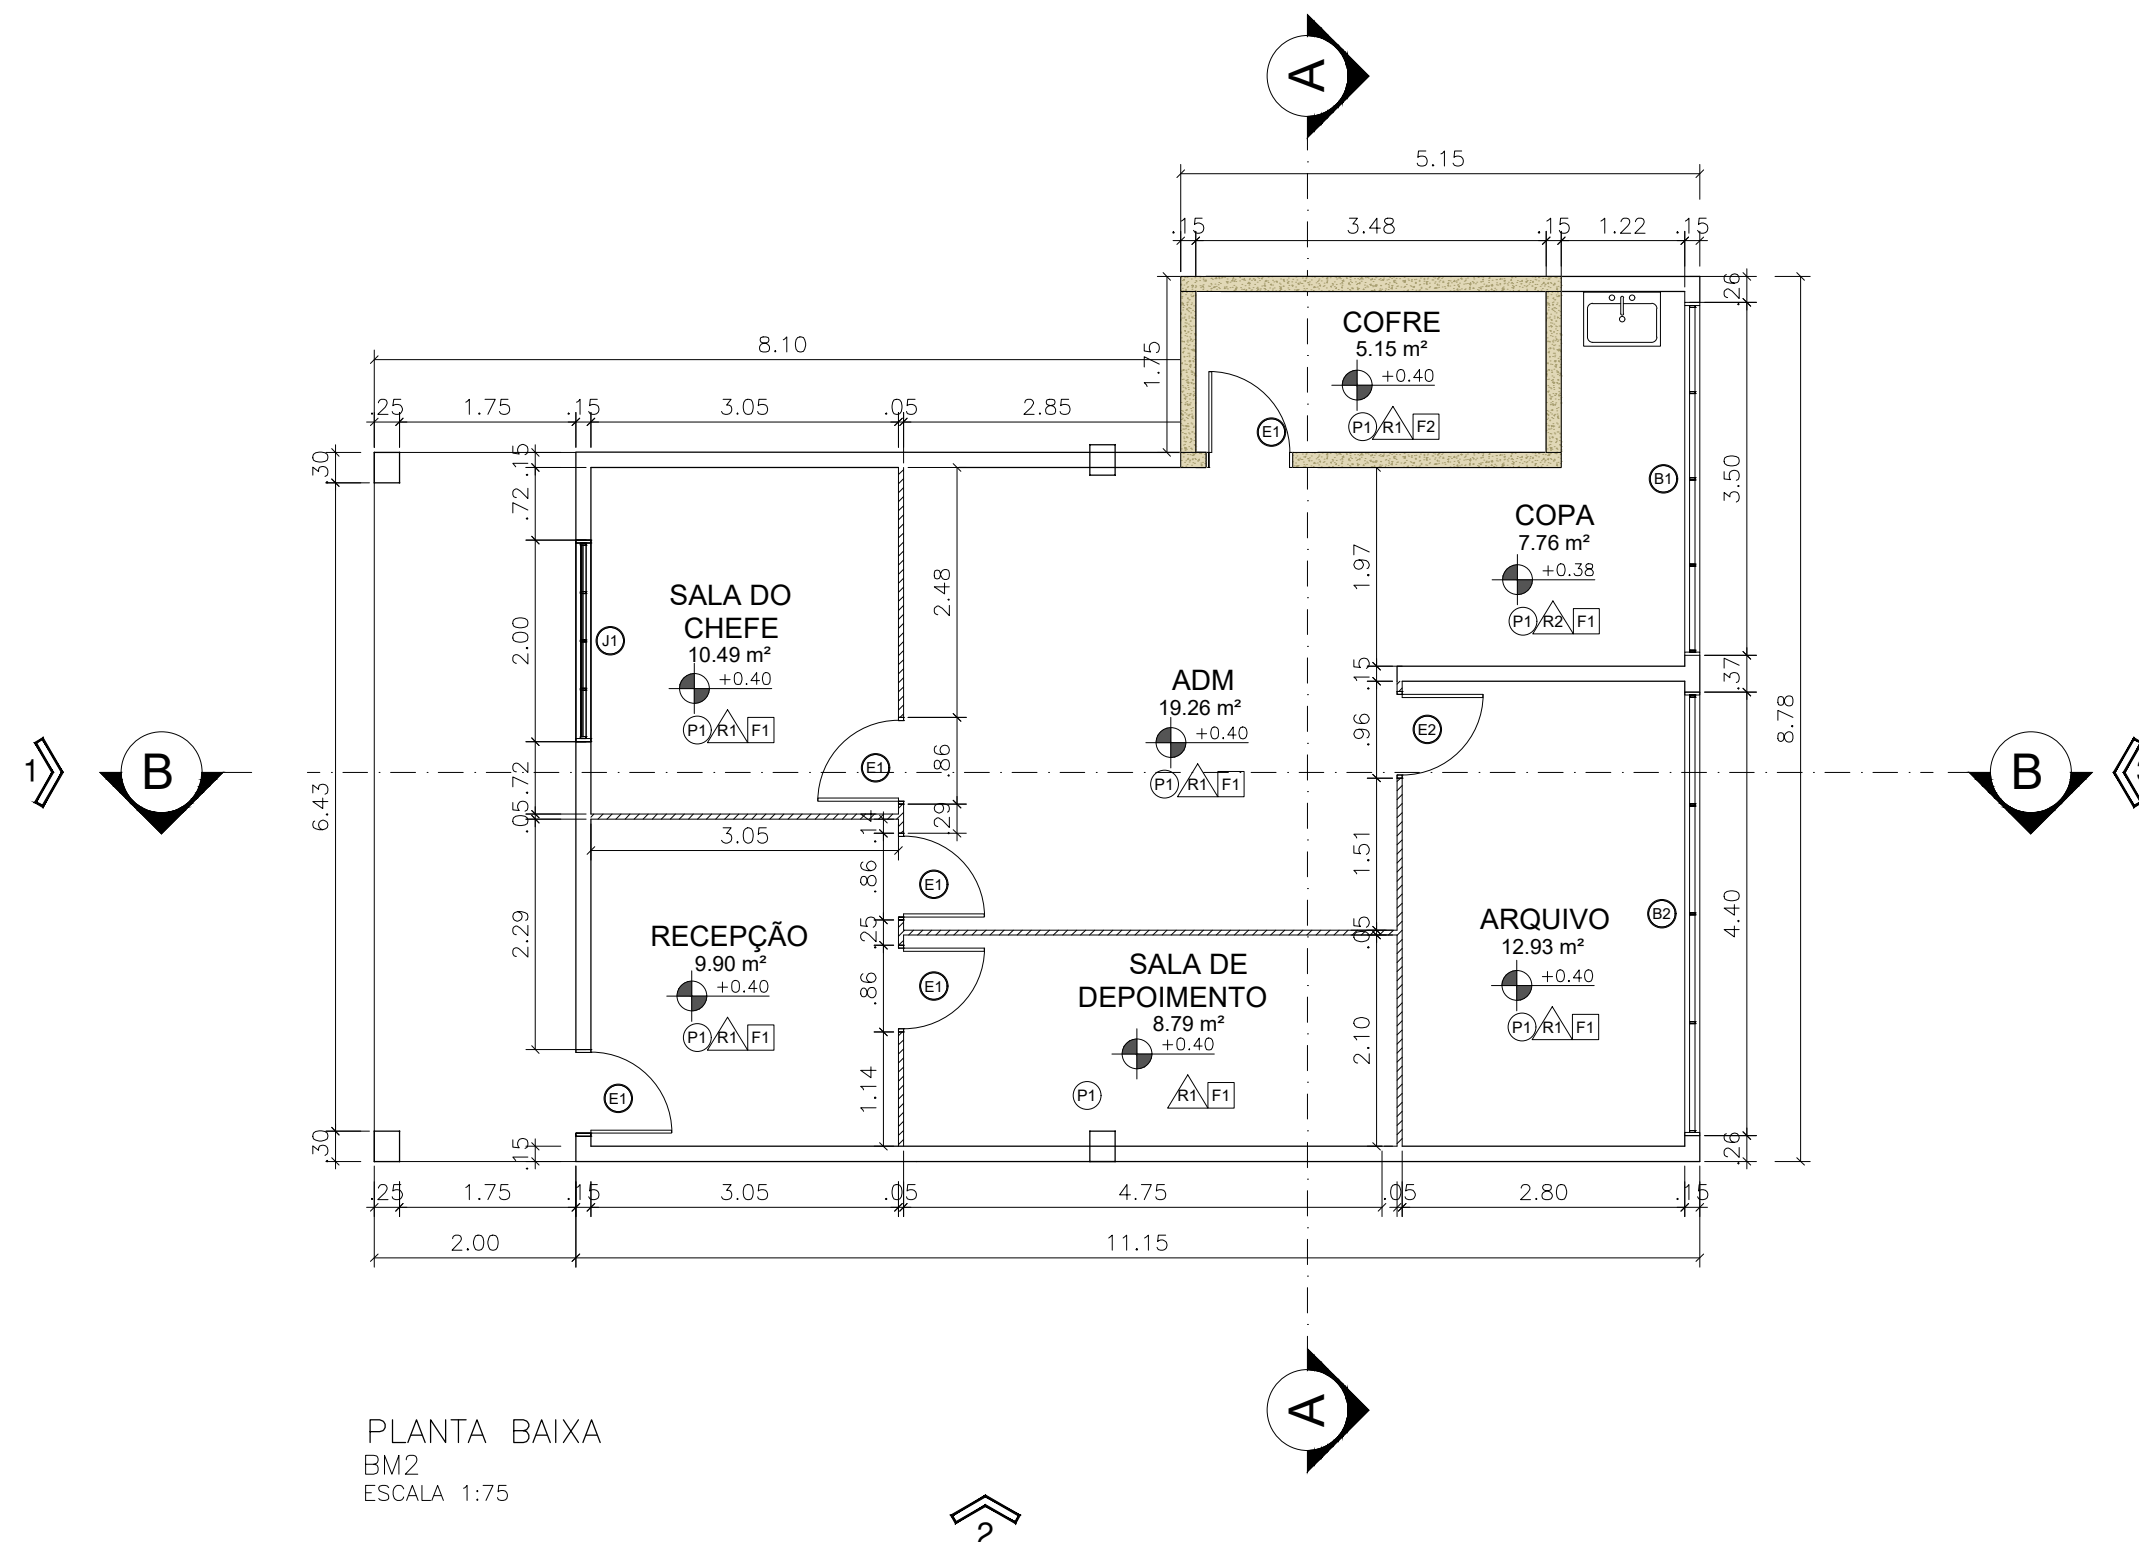 A
5.15
.15
3.48
.15
1.22
.15
8.10
.25
1.75
.15
3.05
.05
2.85
1.75
.26
COFRE
5.15 m²
+0.40
P1
R1
F2
E1
.30
.15
.72
3.50
B1
COPA
7.76 m²
+0.38
P1
R2
F1
2.48
1.97
SALA DO
CHEFE
10.49 m²
+0.40
P1
R1
F1
2.00
J1
ADM
19.26 m²
+0.40
P1
R1
F1
.15
.37
.96
E2
8.78
1
B
B
.86
E1
6.43
.72
.05
.29
.14
3.05
.86
E1
1.51
4.40
2.29
.25
.05
RECEPÇÃO
9.90 m²
+0.40
P1
R1
F1
.86
E1
SALA DE
DEPOIMENTO
8.79 m²
+0.40
P1
R1
F1
ARQUIVO
12.93 m²
+0.40
P1
R1
F1
B2
2.10
1.14
E1
.30
.15
.26
.25
1.75
.15
3.05
.05
4.75
.05
2.80
.15
2.00
11.15
A
PLANTA BAIXA
BM2
ESCALA 1:75
2